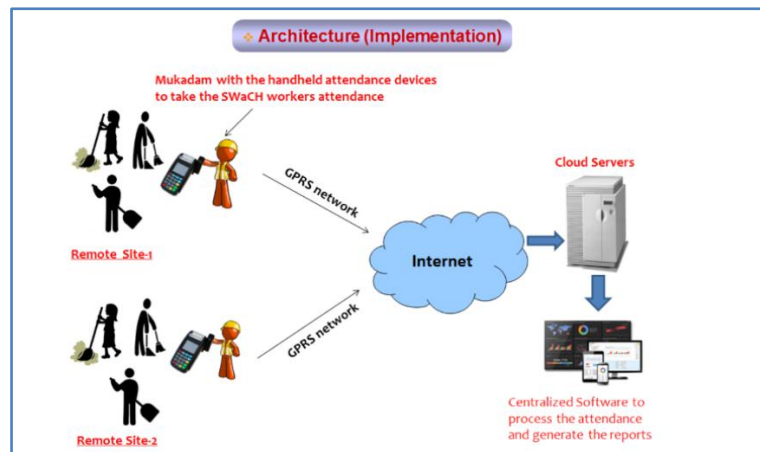 Architecture (Implementation)
Mukadam with the handheld attendance devices
to take the SWaCH workers attendance
Remote Site-1
GPRS network
Internet
Cloud Servers
Remote Site-2
GPRS network
Centralized Software to
process the attendance
and generate the reports